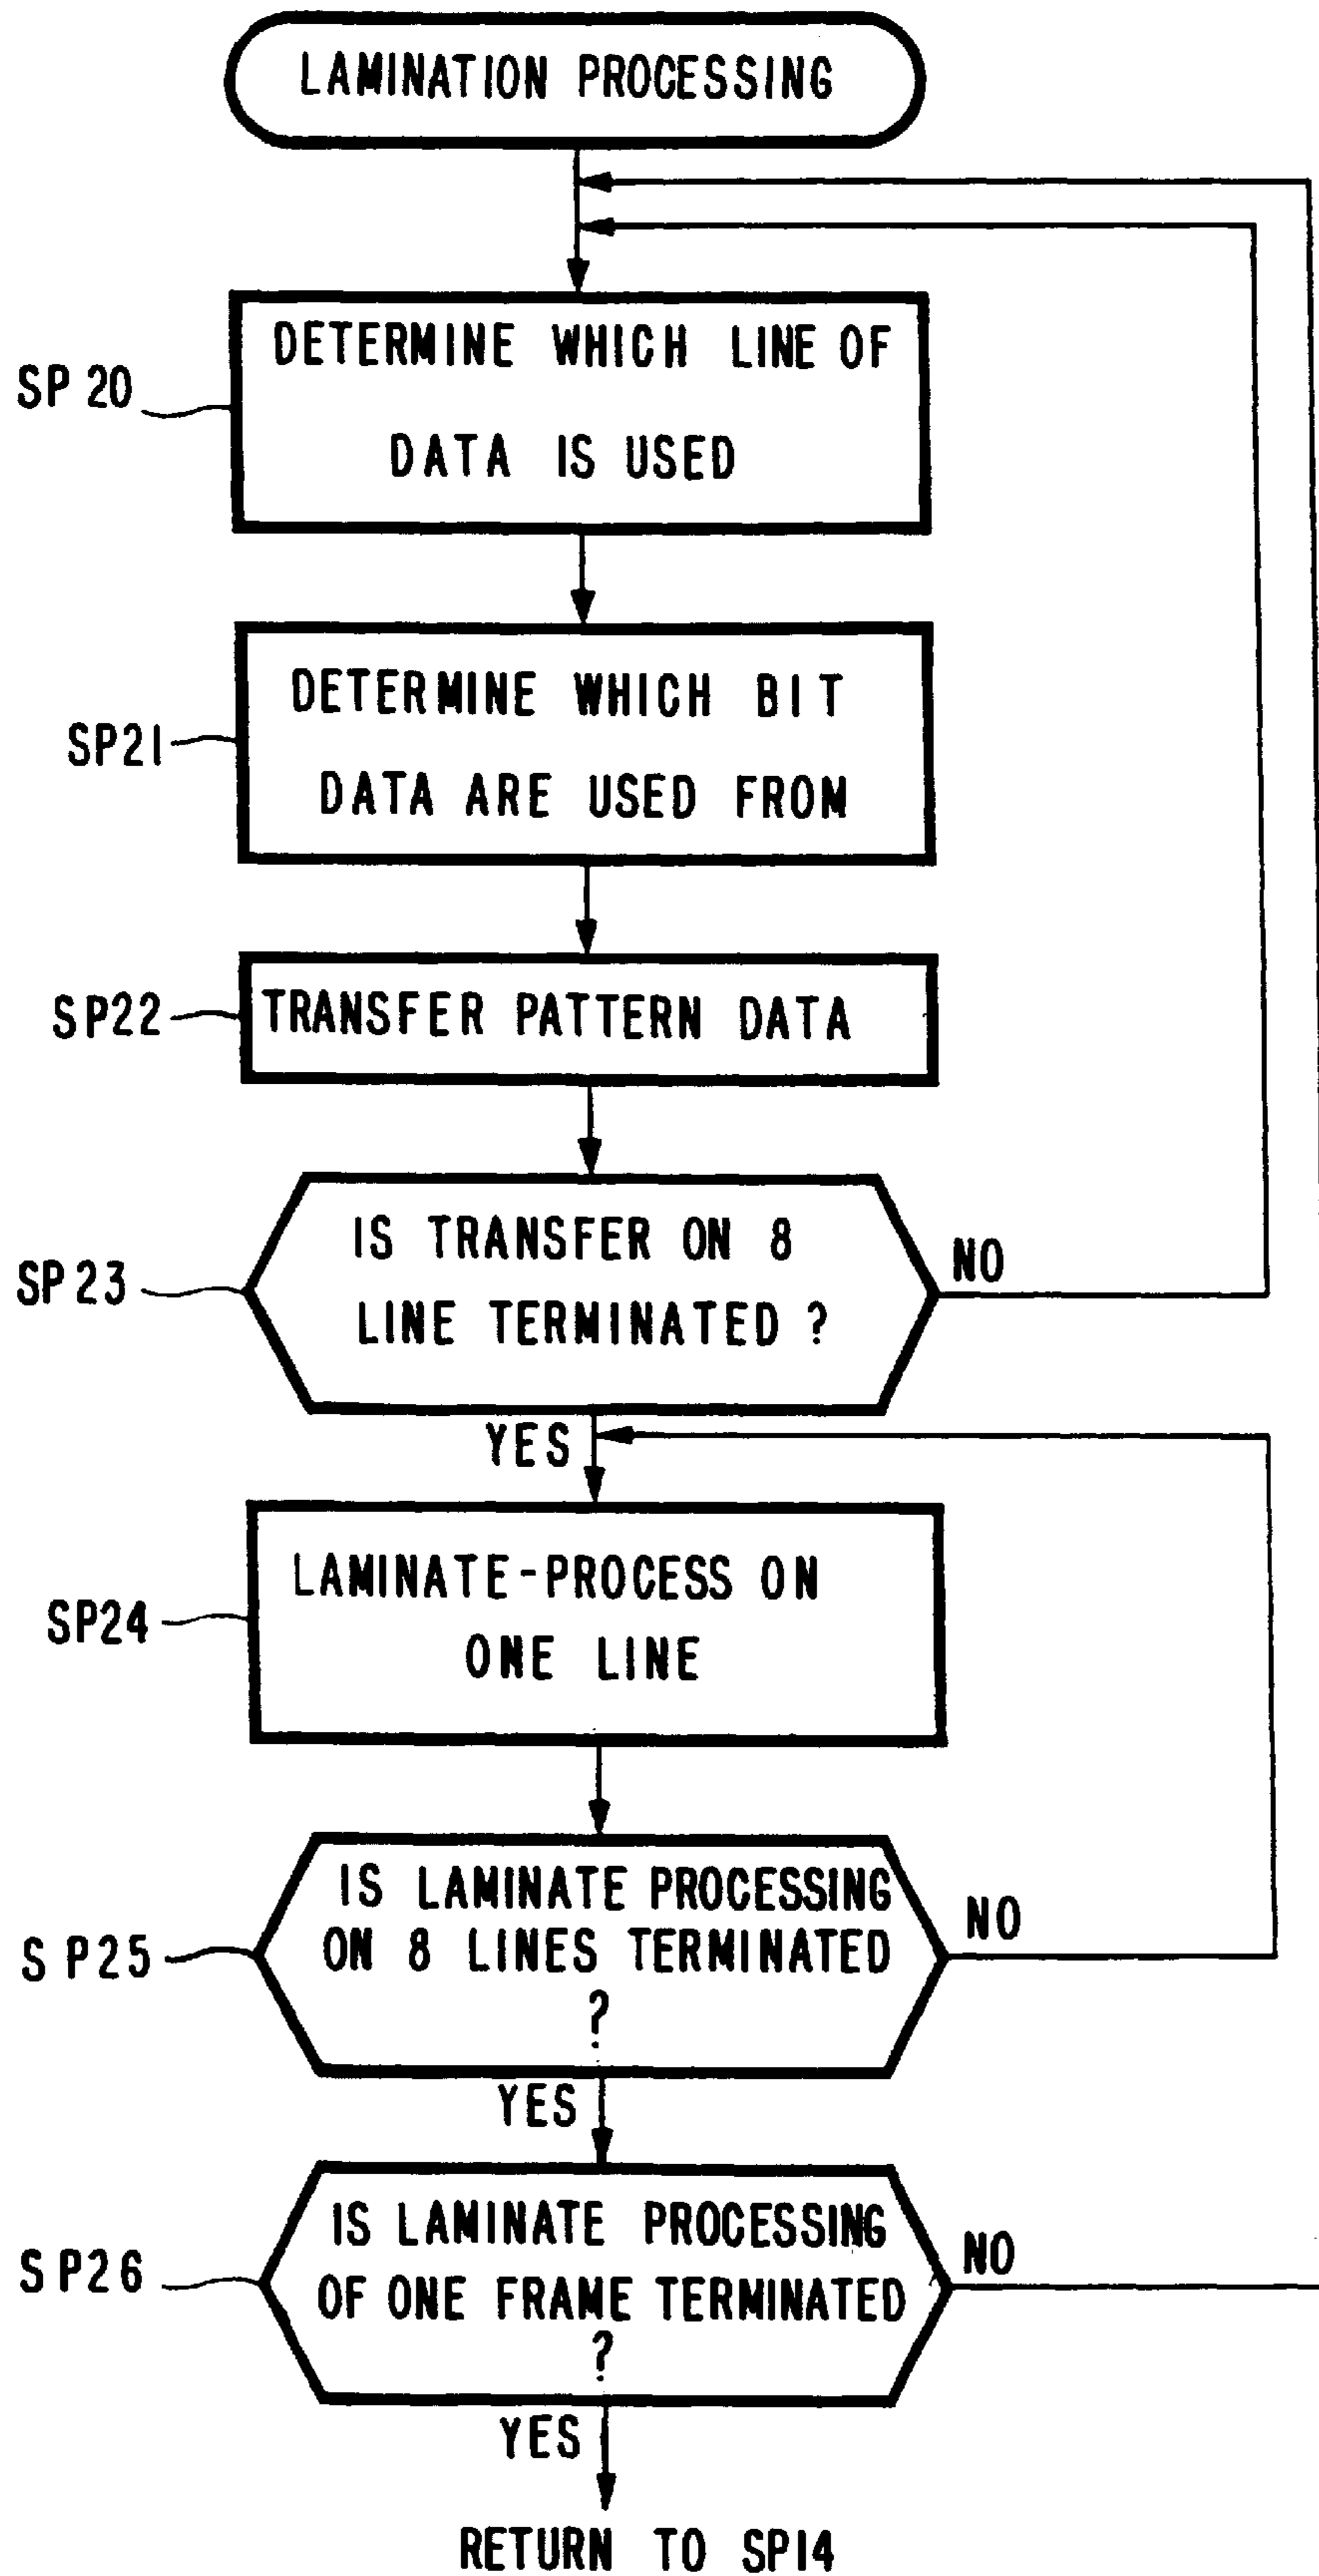 LAMINATION PROCESSING
DETERMINE WHICH LINE OF
DATA IS USED
SP 20
DETERMINE WHICH BIT
DATA ARE USED FROM
SP21
TRANSFER PATTERN DATA
SP22
IS TRANSFER ON 8
LINE TERMINATED ?
SP 23
NO
YES
LAMINATE-PROCESS ON
ONE LINE
SP24
IS LAMINATE PROCESSING
ON 8 LINES TERMINATED
?
SP25
NO
YES
IS LAMINATE PROCESSING
OF ONE FRAME TERMINATED
?
SP26
NO
YES
RETURN TO SP14